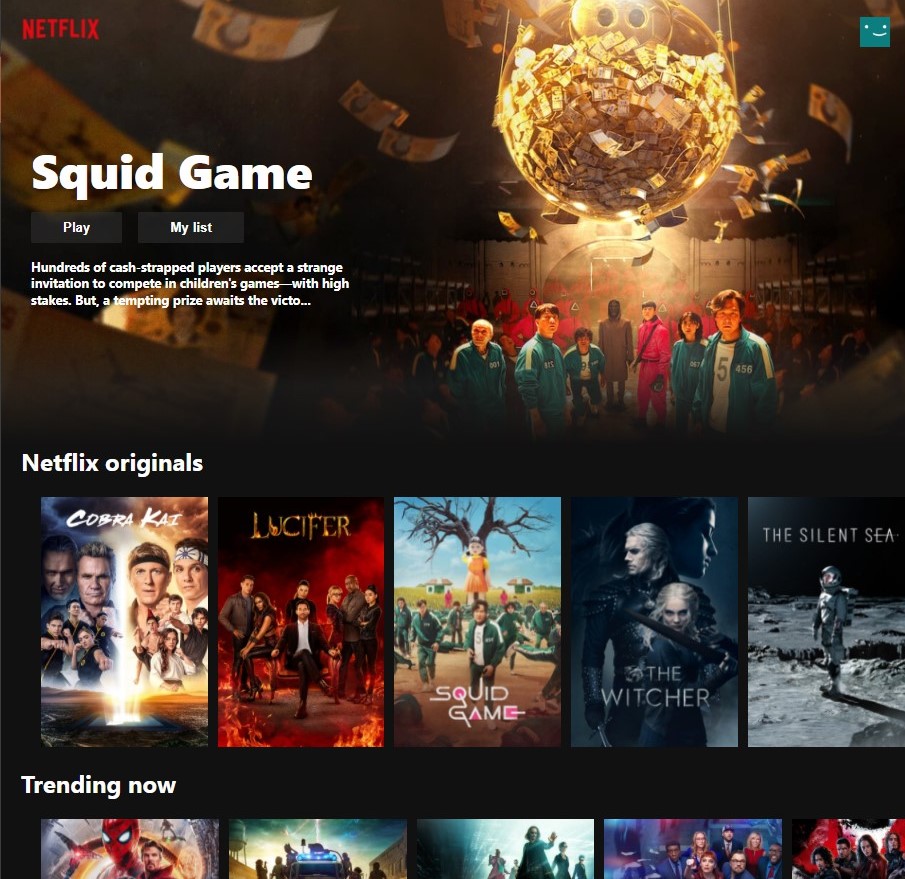 NETFLIX
Squid Game
Play
My list
Hundreds of cash-strapped players accept a strange
invitation to compete in children's games—with high
stakes. But, a tempting prize awaits the victo...
001
067
456
Netflix originals
COBRA KAI
LUCIFER
SQUID
GAME
THE
WITCHER
THE SILENT SEA
Trending now